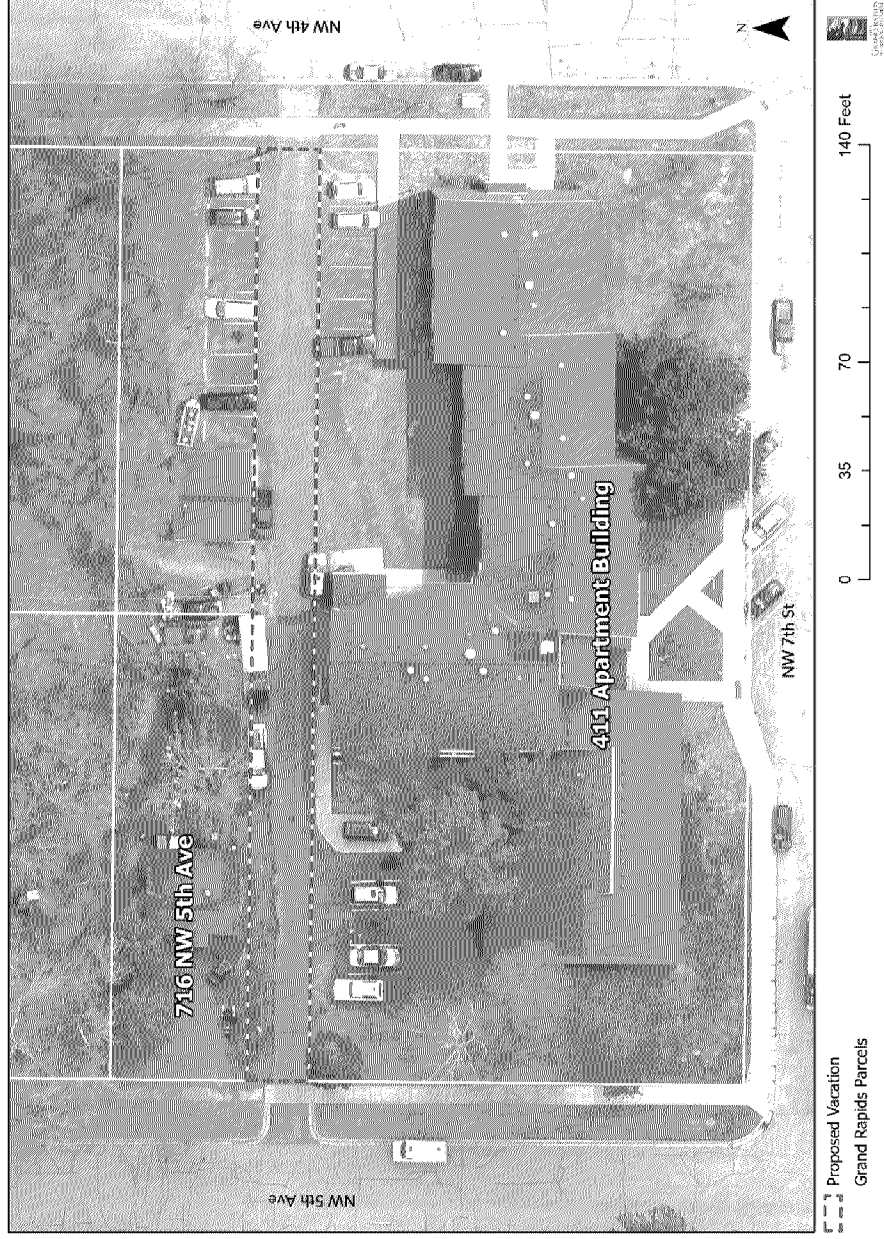 NW 4th Ave
N
716 NW 5th Ave
411 Apartment Building
NW 7th St
NW 5th Ave
Proposed Vacation
Grand Rapids Parcels
0 35 70 140 Feet